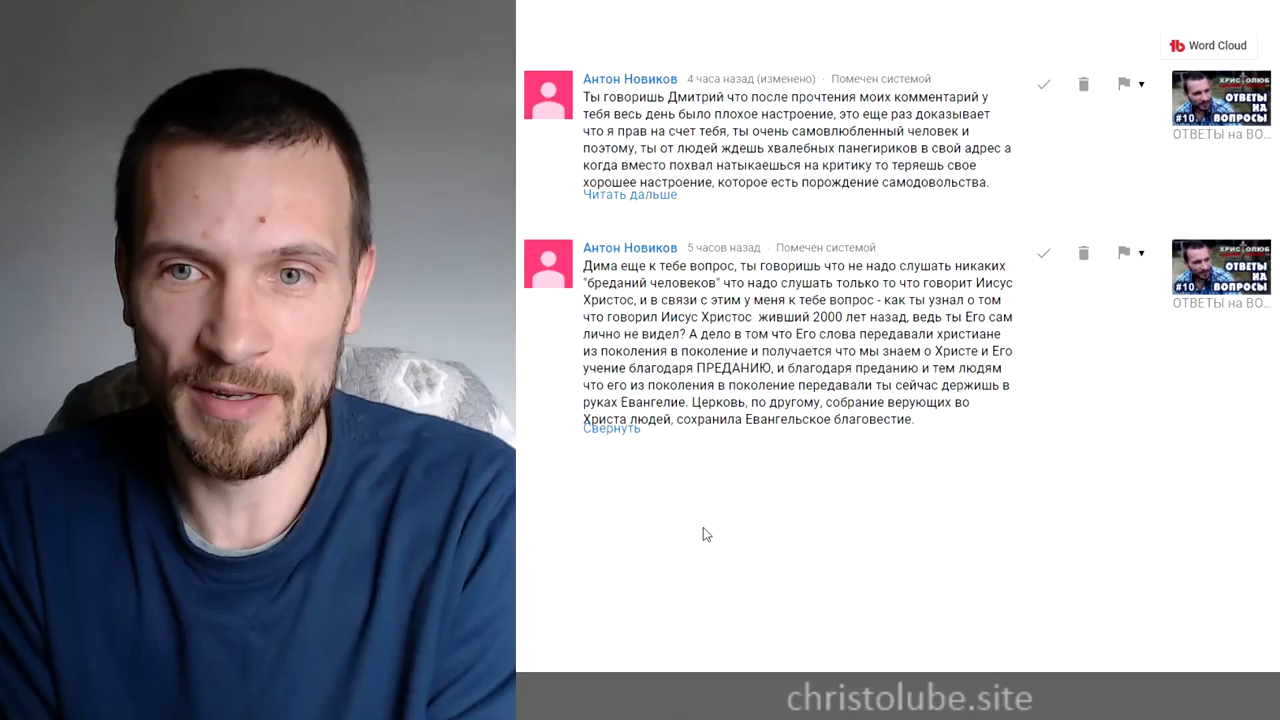 Word Cloud
Антон Новиков 4 часа назад (изменено) · Помечен системой
Ты говоришь Дмитрий что после прочтения моих комментарий у
тебя весь день было плохое настроение, это еще раз доказывает
что я прав на счет тебя, ты очень самовлюбленный человек и
поэтому, ты от людей ждешь хвалебных панегириков в свой адрес а
когда вместо похвал натыкаешься на критику то теряешь свое
хорошее настроение, которое есть порождение самодовольства.
Читать дальше
ХРИСТОЛЮБ
ОТВЕТЫ
НА
#10 ВОПРОСЫ
ОТВЕТЫ на ВО...
Антон Новиков 5 часов назад · Помечен системой
Дима еще к тебе вопрос, ты говоришь что не надо слушать никаких
"бреданий человеков" что надо слушать только то что говорит Иисус
Христос, и в связи с этим у меня к тебе вопрос - как ты узнал о том
что говорил Иисус Христос живший 2000 лет назад, ведь ты Его сам
лично не видел? А дело в том что Его слова передавали христиане
из поколения в поколение и получается что мы знаем о Христе и Его
учение благодаря ПРЕДАНИЮ, и благодаря преданию и тем людям
что его из поколения в поколение передавали ты сейчас держишь в
руках Евангелие. Церковь, по другому, собрание верующих во
Христа людей, сохранила Евангельское благовестие.
Свернуть
ХРИСТОЛЮБ
ОТВЕТЫ
НА
#10 ВОПРОСЫ
ОТВЕТЫ на ВО...
christolube.site